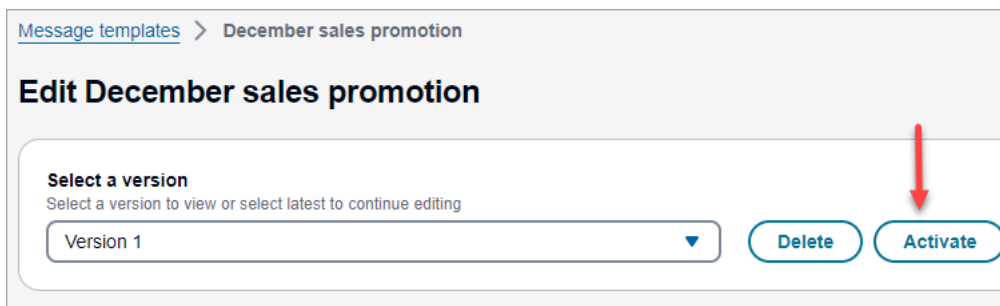 Message templates > December sales promotion
Edit December sales promotion
Select a version
Select a version to view or select latest to continue editing
Version 1 Delete Activate